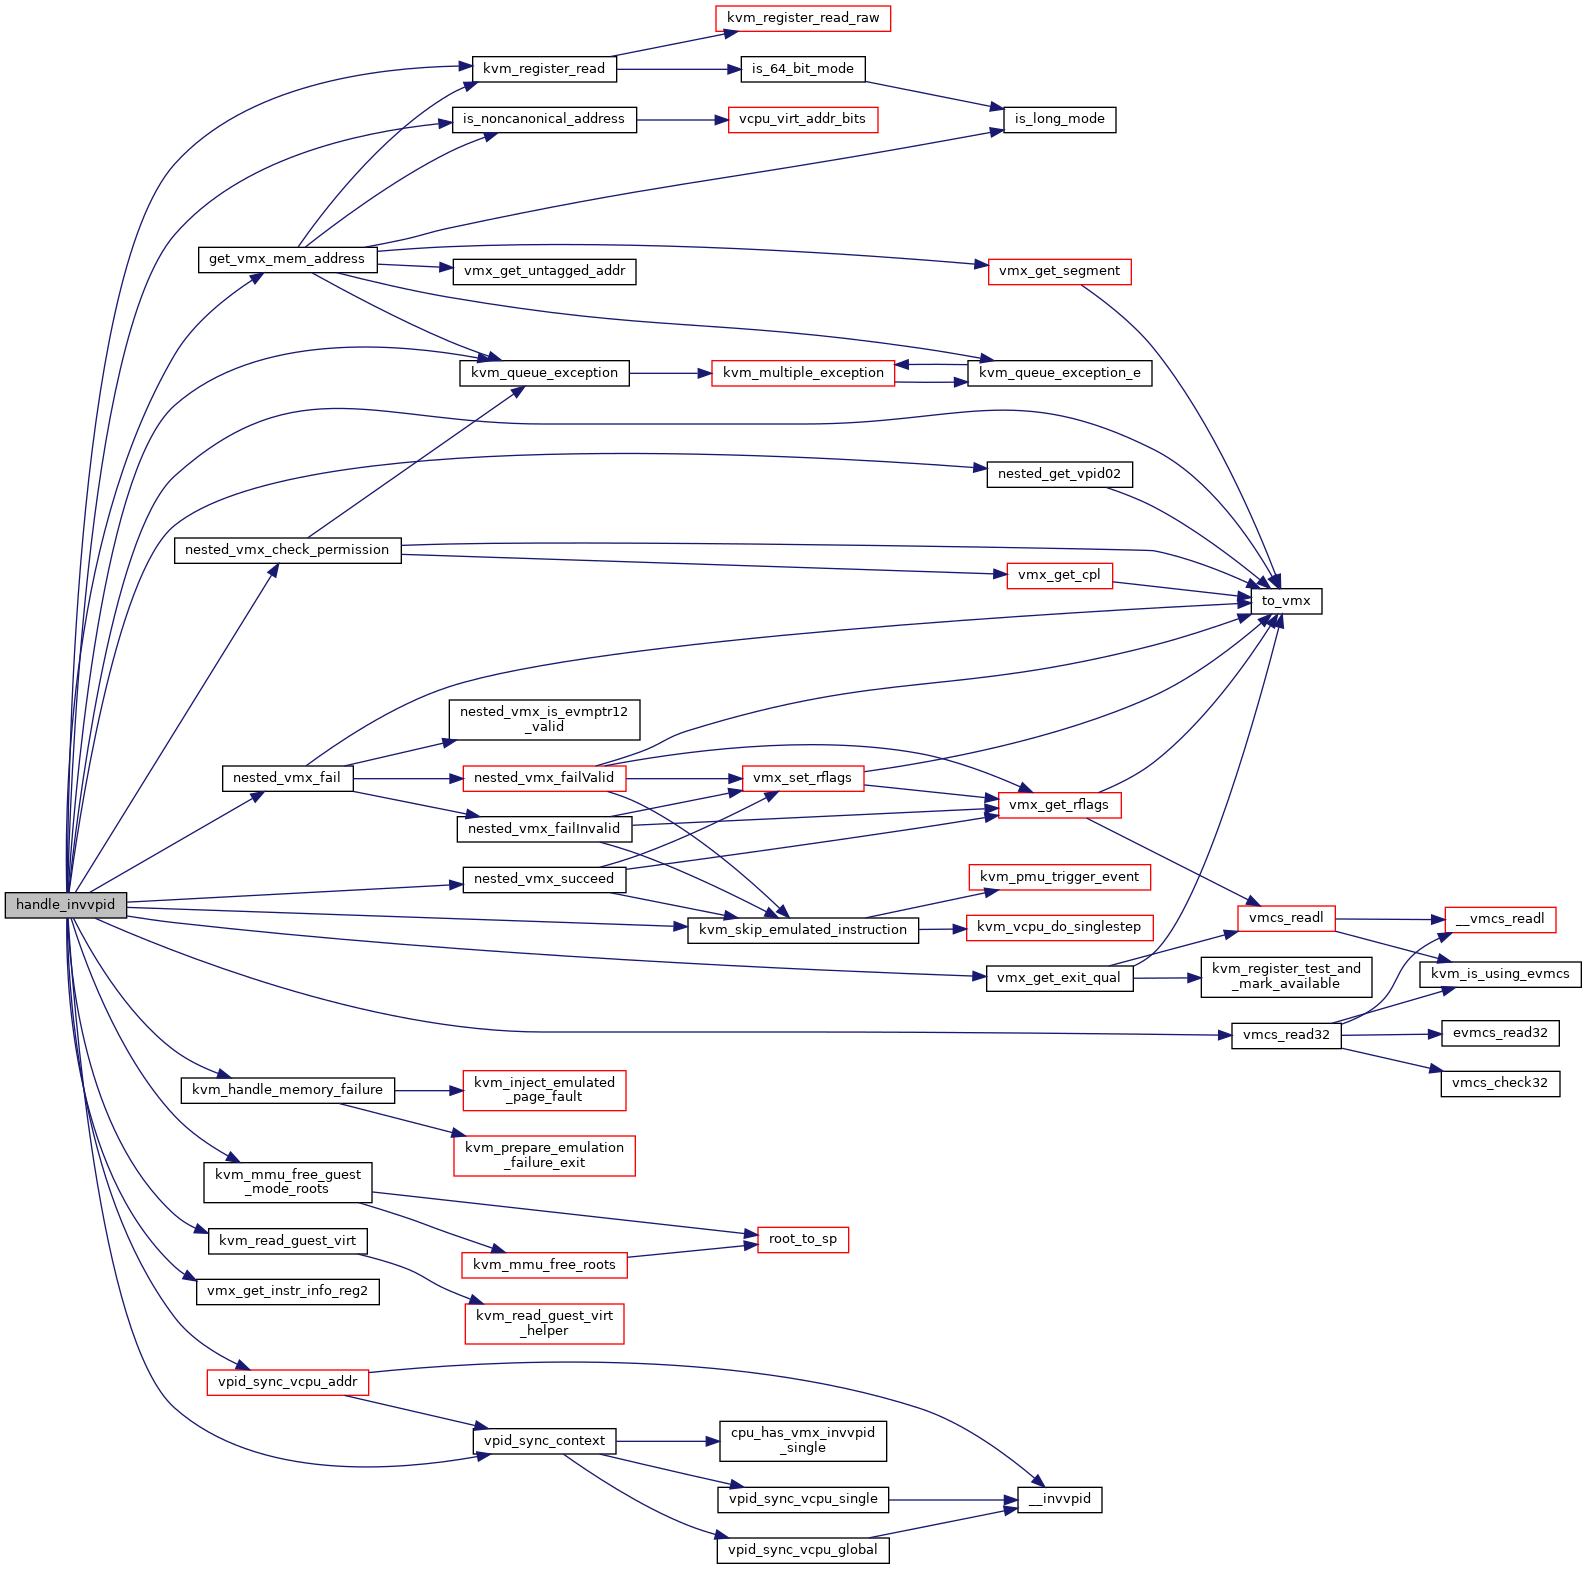 kvm_register_read_raw
kvm_register_read
is_64_bit_mode
is_noncanonical_address
vcpu_virt_addr_bits
is_long_mode
get_vmx_mem_address
vmx_get_untagged_addr
vmx_get_segment
kvm_queue_exception
kvm_multiple_exception
kvm_queue_exception_e
nested_get_vpid02
nested_vmx_check_permission
vmx_get_cpl
to_vmx
nested_vmx_is_evmptr12
_valid
nested_vmx_fail
nested_vmx_failValid
vmx_set_rflags
vmx_get_rflags
nested_vmx_failInvalid
nested_vmx_succeed
kvm_pmu_trigger_event
handle_invvpid
kvm_skip_emulated_instruction
kvm_vcpu_do_singlestep
vmcs_readl
__vmcs_readl
vmx_get_exit_qual
kvm_register_test_and
_mark_available
kvm_is_using_evmcs
vmcs_read32
evmcs_read32
vmcs_check32
kvm_handle_memory_failure
kvm_inject_emulated
_page_fault
kvm_prepare_emulation
_failure_exit
kvm_mmu_free_guest
_mode_roots
root_to_sp
kvm_read_guest_virt
kvm_mmu_free_roots
vmx_get_instr_info_reg2
kvm_read_guest_virt
_helper
vpid_sync_vcpu_addr
vpid_sync_context
cpu_has_vmx_invvpid
_single
vpid_sync_vcpu_single
__invvpid
vpid_sync_vcpu_global